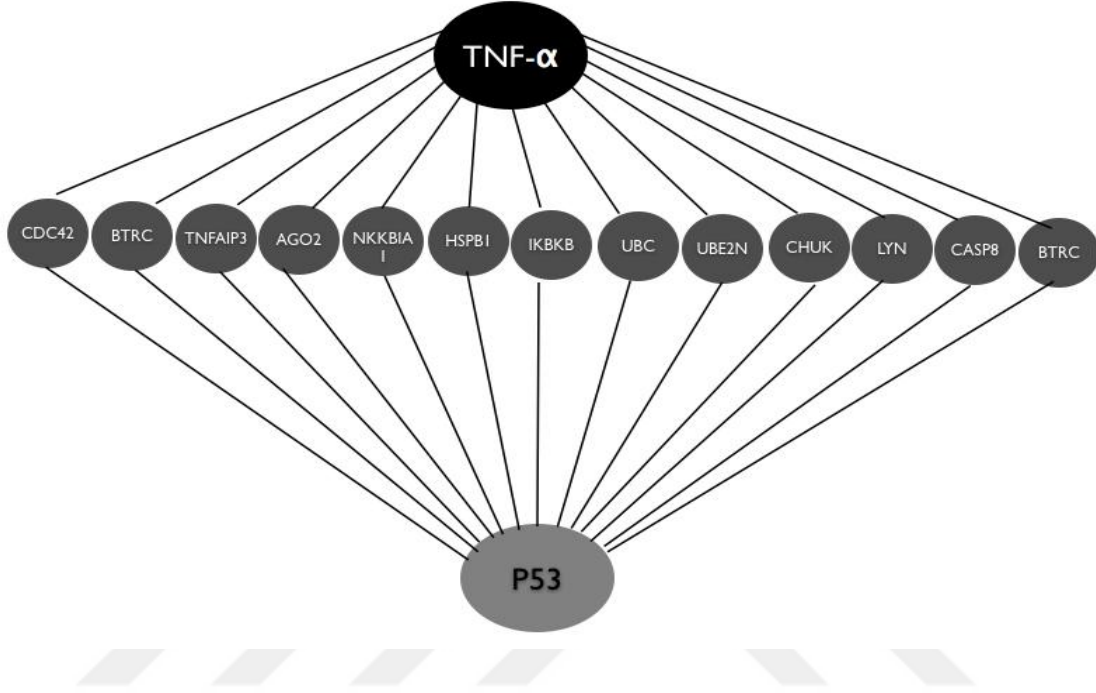 TNF-α
CDC42
BTRC
TNFAIP3
AGO2
NKKBIA
I
HSPB1
IKBKB
UBC
UBE2N
CHUK
LYN
CASP8
BTRC
P53